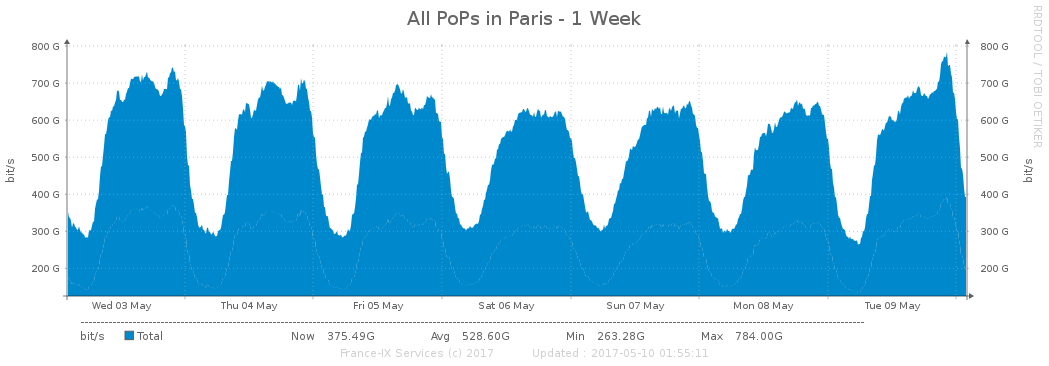 All PoPs in Paris - 1 Week
RRDTOOL / TOBI OETIKER
800 G 800 G
700 G 700 G
600 G 600 G
500 G 500 G
400 G 400 G
300 G 300 G
200 G 200 G
bit/s bit/s
Wed 03 May Thu 04 May Fri 05 May Sat 06 May Sun 07 May Mon 08 May Tue 09 May
bit/s Total Now 375.49G Avg 528.60G Min 263.28G Max 784.00G
France-IX Services (c) 2017 Updated : 2017-05-10 01:55:11